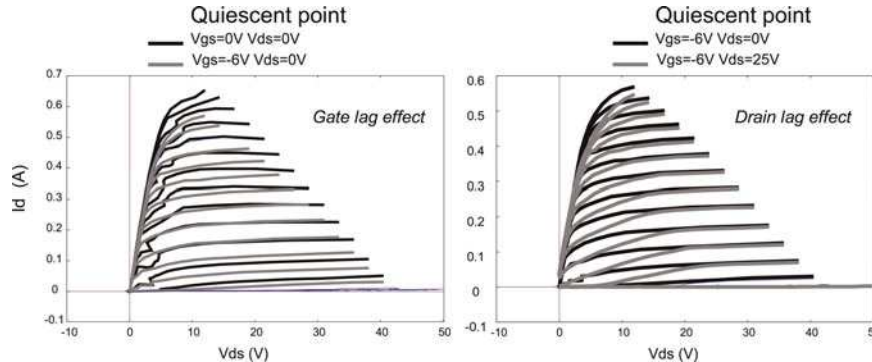 Quiescent point
Vgs=0V Vds=0V
Vgs=-6V Vds=0V
Gate lag effect
Id (A)
0.7
0.6
0.5
0.4
0.3
0.2
0.1
0
-0.1
-10
0
10
20
30
40
50
Vds (V)
Quiescent point
Vgs=-6V Vds=0V
Vgs=-6V Vds=25V
Drain lag effect
0.6
0.5
0.4
0.3
0.2
0.1
0
-0.1
-10
0
10
20
30
40
50
Vds (V)